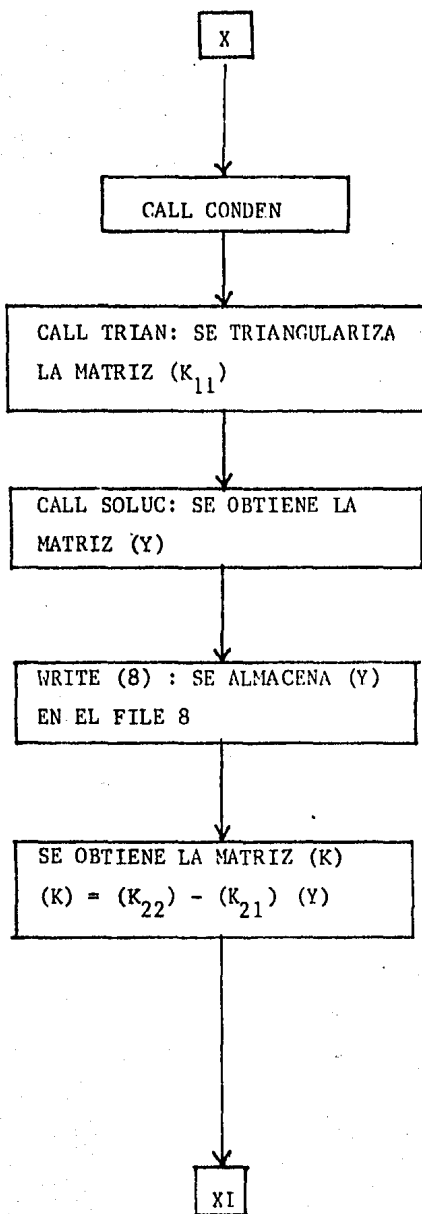 X
CALL CONDEN
CALL TRIAN: SE TRIANGULARIZA
LA MATRIZ (K11)
CALL SOLUC: SE OBTIENE LA
MATRIZ (Y)
WRITE (8) : SE ALMACENA (Y)
EN EL FILE 8
SE OBTIENE LA MATRIZ (K)
(K) = (K22) - (K21) (Y)
XI